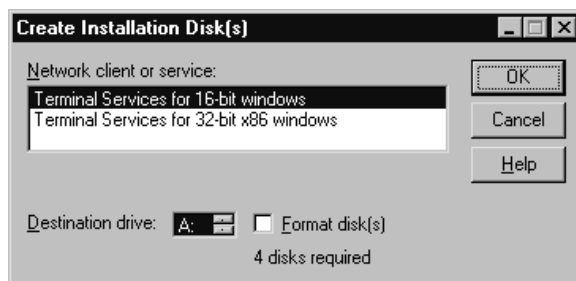 Create Installation Disk(s)
Network client or service:
Terminal Services for 16-bit windows
Terminal Services for 32-bit x86 windows
OK
Cancel
Help
Destination drive: A: Format disk(s)
4 disks required